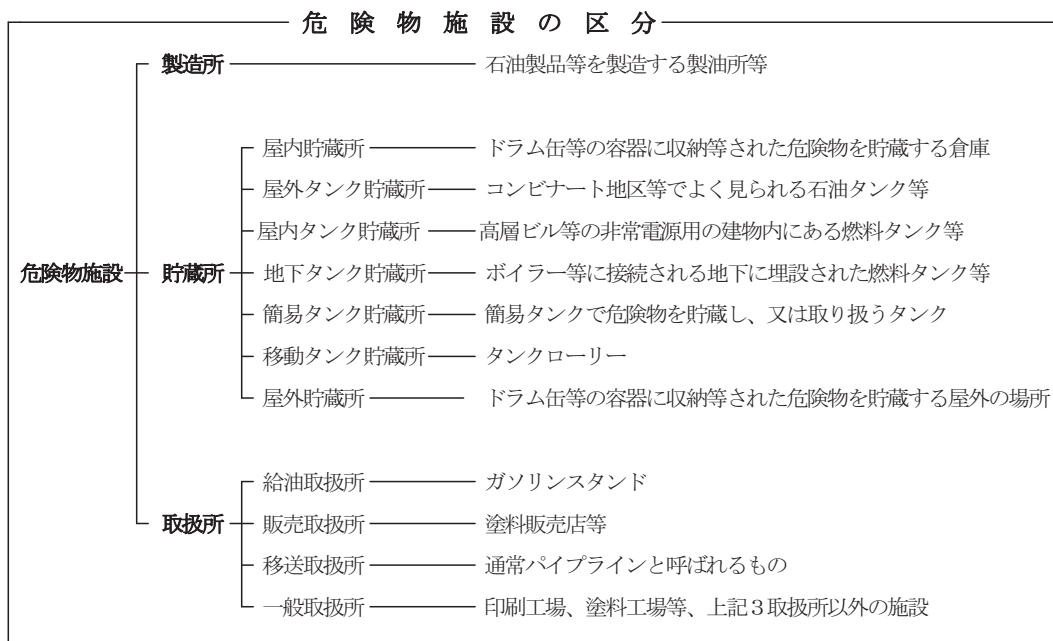 危険物施設の区分
製造所 石油製品等を製造する製油所等
屋内貯蔵所 ドラム缶等の容器に収納等された危険物を貯蔵する倉庫
屋外タンク貯蔵所 コンビナート地区等でよく見られる石油タンク等
屋内タンク貯蔵所 高層ビル等の非常電源用の建物内にある燃料タンク等
危険物施設 貯蔵所 地下タンク貯蔵所 ボイラー等に接続される地下に埋設された燃料タンク等
簡易タンク貯蔵所 簡易タンクで危険物を貯蔵し、又は取り扱うタンク
移動タンク貯蔵所 タンクローリー
屋外貯蔵所 ドラム缶等の容器に収納等された危険物を貯蔵する屋外の場所
給油取扱所 ガソリンスタンド
取扱所 販売取扱所 塗料販売店等
移送取扱所 通常パイプラインと呼ばれるもの
一般取扱所 印刷工場、塗料工場等、上記3取扱所以外の施設